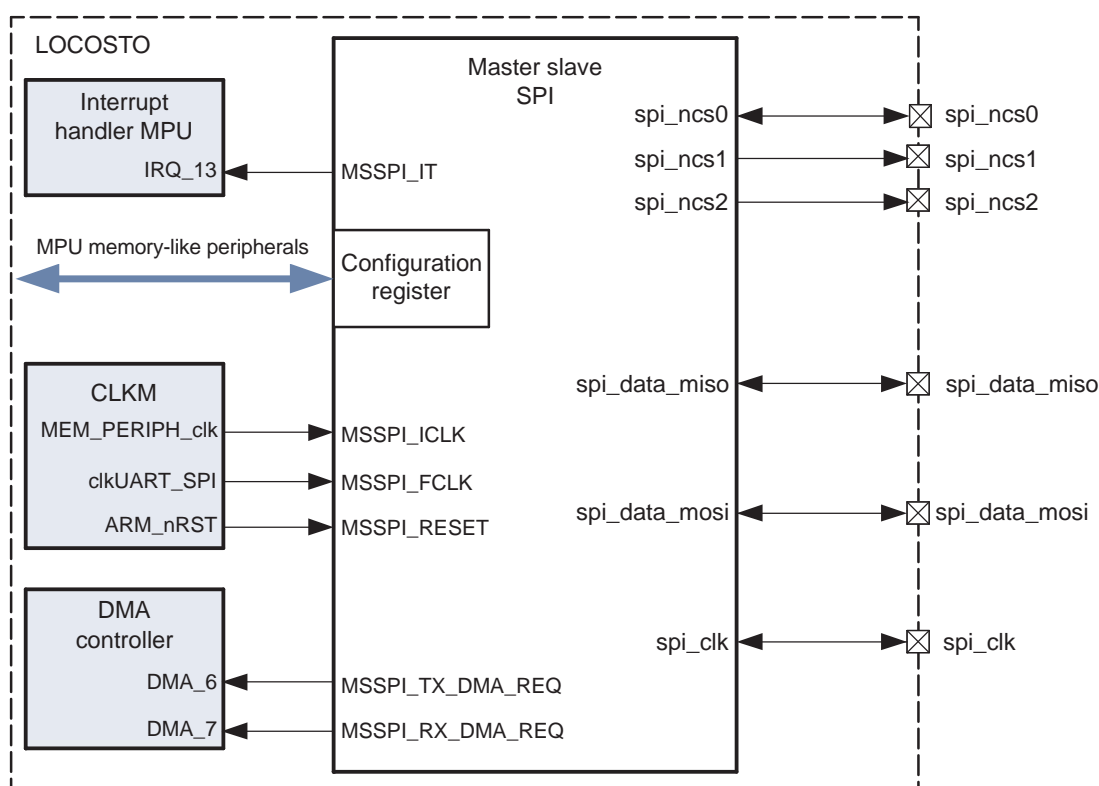 LOCOSTO
Interrupt
handler MPU
IRQ_13
MPU memory-like peripherals
CLKM
MEM_PERIPH_clk
clkUART_SPI
ARM_nRST
DMA
controller
DMA_6
DMA_7
Master slave
SPI
MSSPI_IT
Configuration
register
MSSPI_ICLK
MSSPI_FCLK
MSSPI_RESET
MSSPI_TX_DMA_REQ
MSSPI_RX_DMA_REQ
spi_ncs0
spi_ncs1
spi_ncs2
spi_data_miso
spi_data_mosi
spi_clk
spi_ncs0
spi_ncs1
spi_ncs2
spi_data_miso
spi_data_mosi
spi_clk